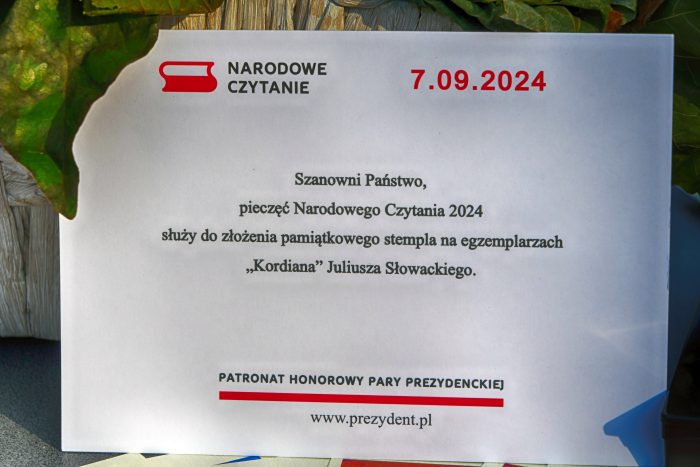 NARODOWE
CZYTANIE
7.09.2024
Szanowni Państwo,
pieczęć Narodowego Czytania 2024
służy do złożenia pamiątkowego stempla na egzemplarzach
„Kordiana” Juliusza Słowackiego.
PATRONAT HONOROWY PARY PREZYDENCKIEJ
www.prezydent.pl